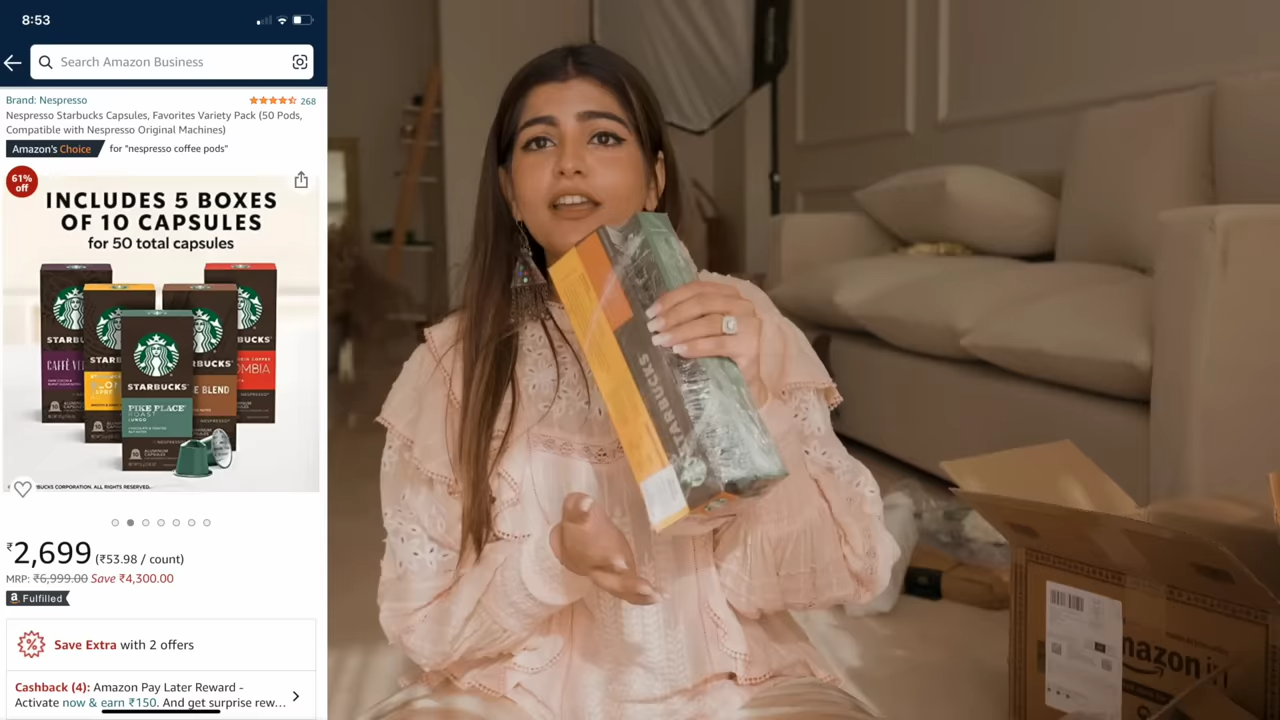 8:53
Search Amazon Business
Brand: Nespresso
268
Nespresso Starbucks Capsules, Favorites Variety Pack (50 Pods,
Compatible with Nespresso Original Machines)
Amazon's Choice for "nespresso coffee pods"
61%
off
INCLUDES 5 BOXES
OF 10 CAPSULES
for 50 total capsules
STARBUCKS
PIKE PLACE
ROAST
LUNGO
BLEND
₹2,699 (₹53.98 / count)
MRP: ₹6,999.00 Save ₹4,300.00
a Fulfilled
Save Extra with 2 offers
Cashback (4): Amazon Pay Later Reward -
Activate now & earn ₹150. And get surprise rew...
STARBUCKS
amazon